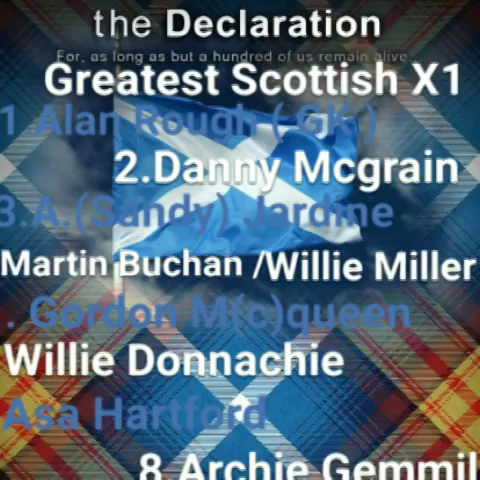 the Declaration
For, as long as but a hundred of us remain alive...
Greatest Scottish X1
1 Alan Rough ( GK )
2.Danny Mcgrain
3.A.(Sandy) Jardine
Martin Buchan /Willie Miller
. Gordon M(c)queen
Willie Donnachie
Asa Hartford
8.Archie Gemmil